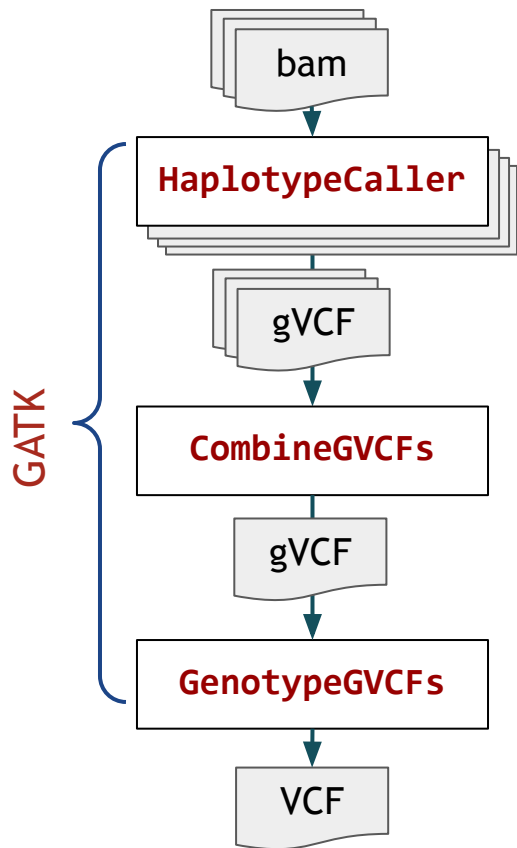 bam
HaplotypeCaller
gVCF
GATK
CombineGVCFs
gVCF
GenotypeGVCFs
VCF